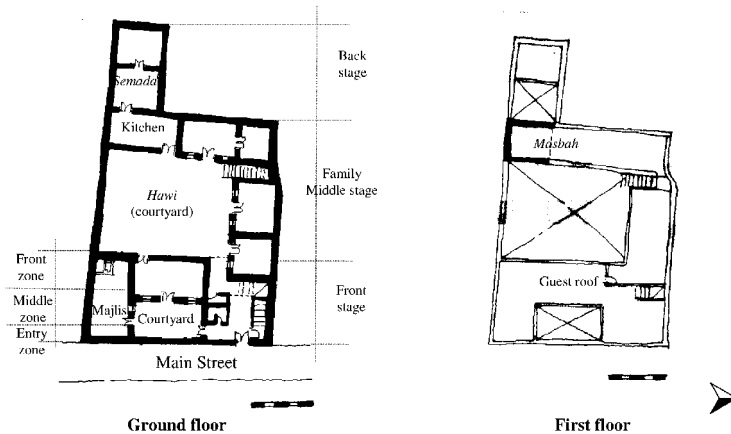 Back
stage
Semada
Kitchen
Masbah
Family
Middle stage
Hawi
(courtyard)
Front
zone
Guest roof
Middle
zone
Majlis
Courtyard
Front
stage
Entry
zone
Main Street
Ground floor
First floor